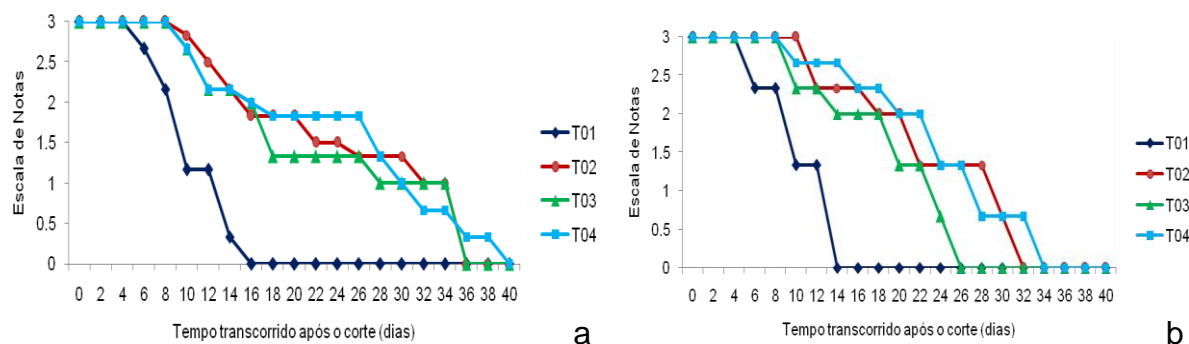 Escala de Notas
3
2.5
2
1.5
1
0.5
0
0 2 4 6 8 10 12 14 16 18 20 22 24 26 28 30 32 34 36 38 40
Tempo transcorrido após o corte (dias)
T01
T02
T03
T04
a
Escala de Notas
3
2.5
2
1.5
1
0.5
0
0 2 4 6 8 10 12 14 16 18 20 22 24 26 28 30 32 34 36 38 40
Tempo transcorrido após o corte (dias)
T01
T02
T03
T04
b